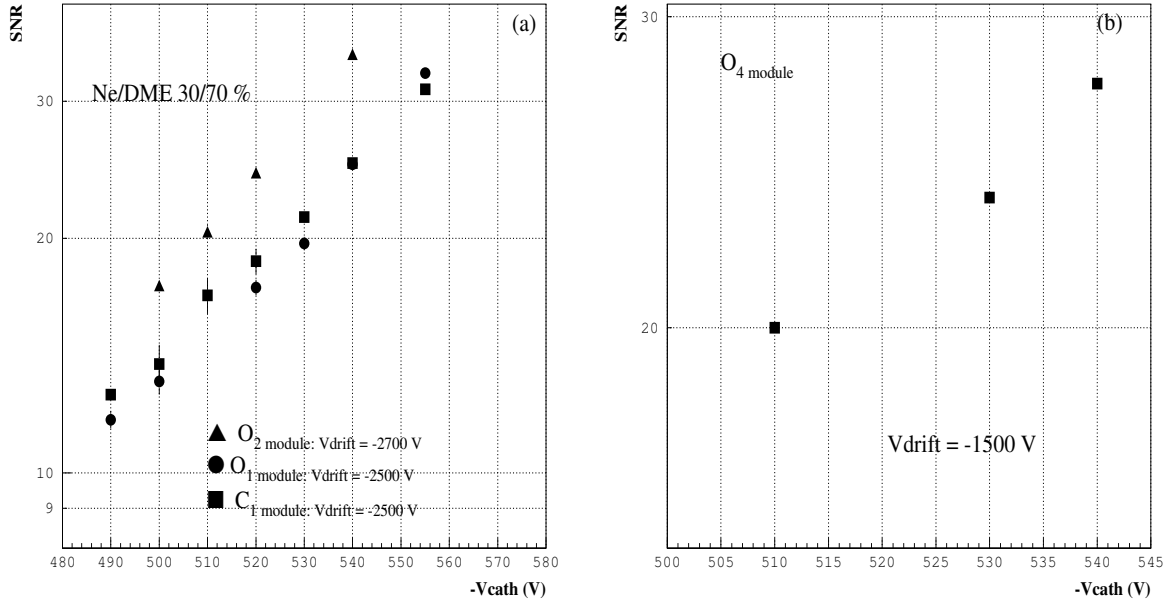 SNR
(a)
Ne/DME 30/70 %
30
20
10
9
O2 module: Vdrift = -2700 V
O1 module: Vdrift = -2500 V
C1 module: Vdrift = -2500 V
480 490 500 510 520 530 540 550 560 570 580
-Vcath (V)
SNR
(b)
30
O4 module
20
Vdrift = -1500 V
500 505 510 515 520 525 530 535 540 545
-Vcath (V)